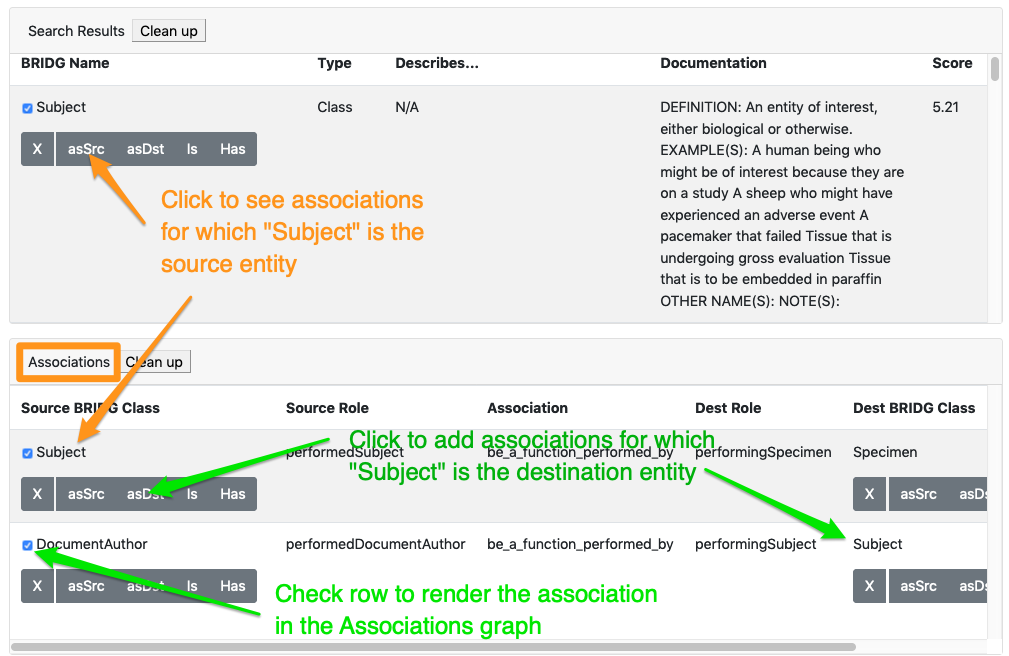 Search Results Clean up
BRIDG Name Type Describes... Documentation Score
Subject Class N/A DEFINITION: An entity of interest, 5.21
either biological or otherwise.
X asSrc asDst Is Has EXAMPLE(S): A human being who
might be of interest because they are
on a study A sheep who might have
Click to see associations experienced an adverse event A
for which "Subject" is the pacemaker that failed Tissue that is
source entity undergoing gross evaluation Tissue
that is to be embedded in paraffin
OTHER NAME(S): NOTE(S):
Associations Clean up
Source BRIDG Class Source Role Association Dest Role Dest BRIDG Class
Click to add associations for which
Subject performedSubject be_a_function_performed_by performingSpecimen Specimen
"Subject" is the destination entity
X asSrc asDst Is Has X asSrc asDs
DocumentAuthor performedDocumentAuthor be_a_function_performed_by performingSubject Subject
X asSrc asDst Is Has X asSrc asDs
Check row to render the association
in the Associations graph